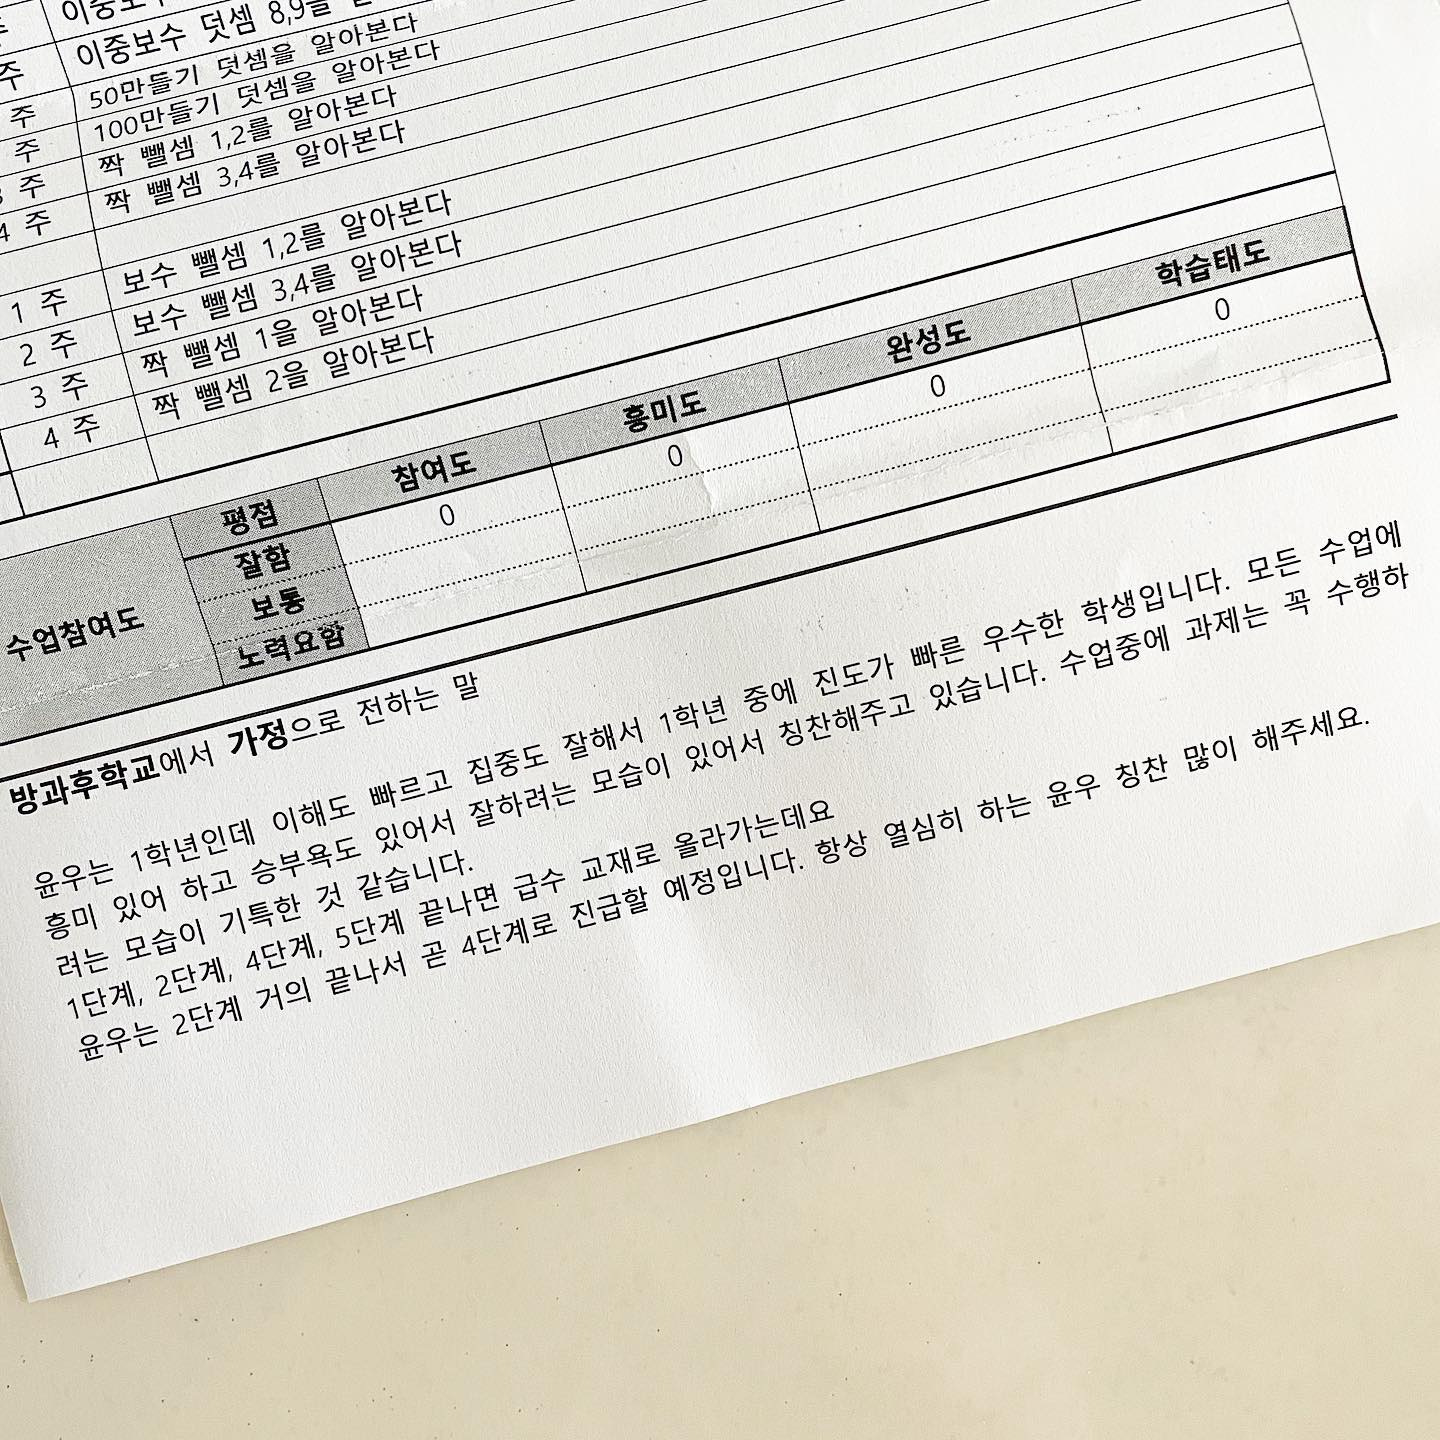 이중보수 덧셈 8,9를
주 50만들기 덧셈을 알아본다
주 100만들기 덧셈을 알아본다
주 짝 뺄셈 1,2를 알아본다
4 주 짝 뺄셈 3,4를 알아본다
1 주 보수 뺄셈 1,2를 알아본다
2 주 보수 뺄셈 3,4를 알아본다
3 주 짝 뺄셈 1을 알아본다
4 주 짝 뺄셈 2을 알아본다
수업참여도
평점 참여도 흥미도 완성도 학습태도
잘함 0 0 0 0
보통
노력요함
방과후학교에서 가정으로 전하는 말
윤우는 1학년인데 이해도 빠르고 집중도 잘해서 1학년 중에 진도가 빠른 우수한 학생입니다. 모든 수업에
흥미 있어 하고 승부욕도 있어서 잘하려는 모습이 있어서 칭찬해주고 있습니다. 수업중에 과제는 꼭 수행하
려는 모습이 기특한 것 같습니다.
1단계, 2단계, 4단계, 5단계 끝나면 급수 교재로 올라가는데요
윤우는 2단계 거의 끝나서 곧 4단계로 진급할 예정입니다. 항상 열심히 하는 윤우 칭찬 많이 해주세요.